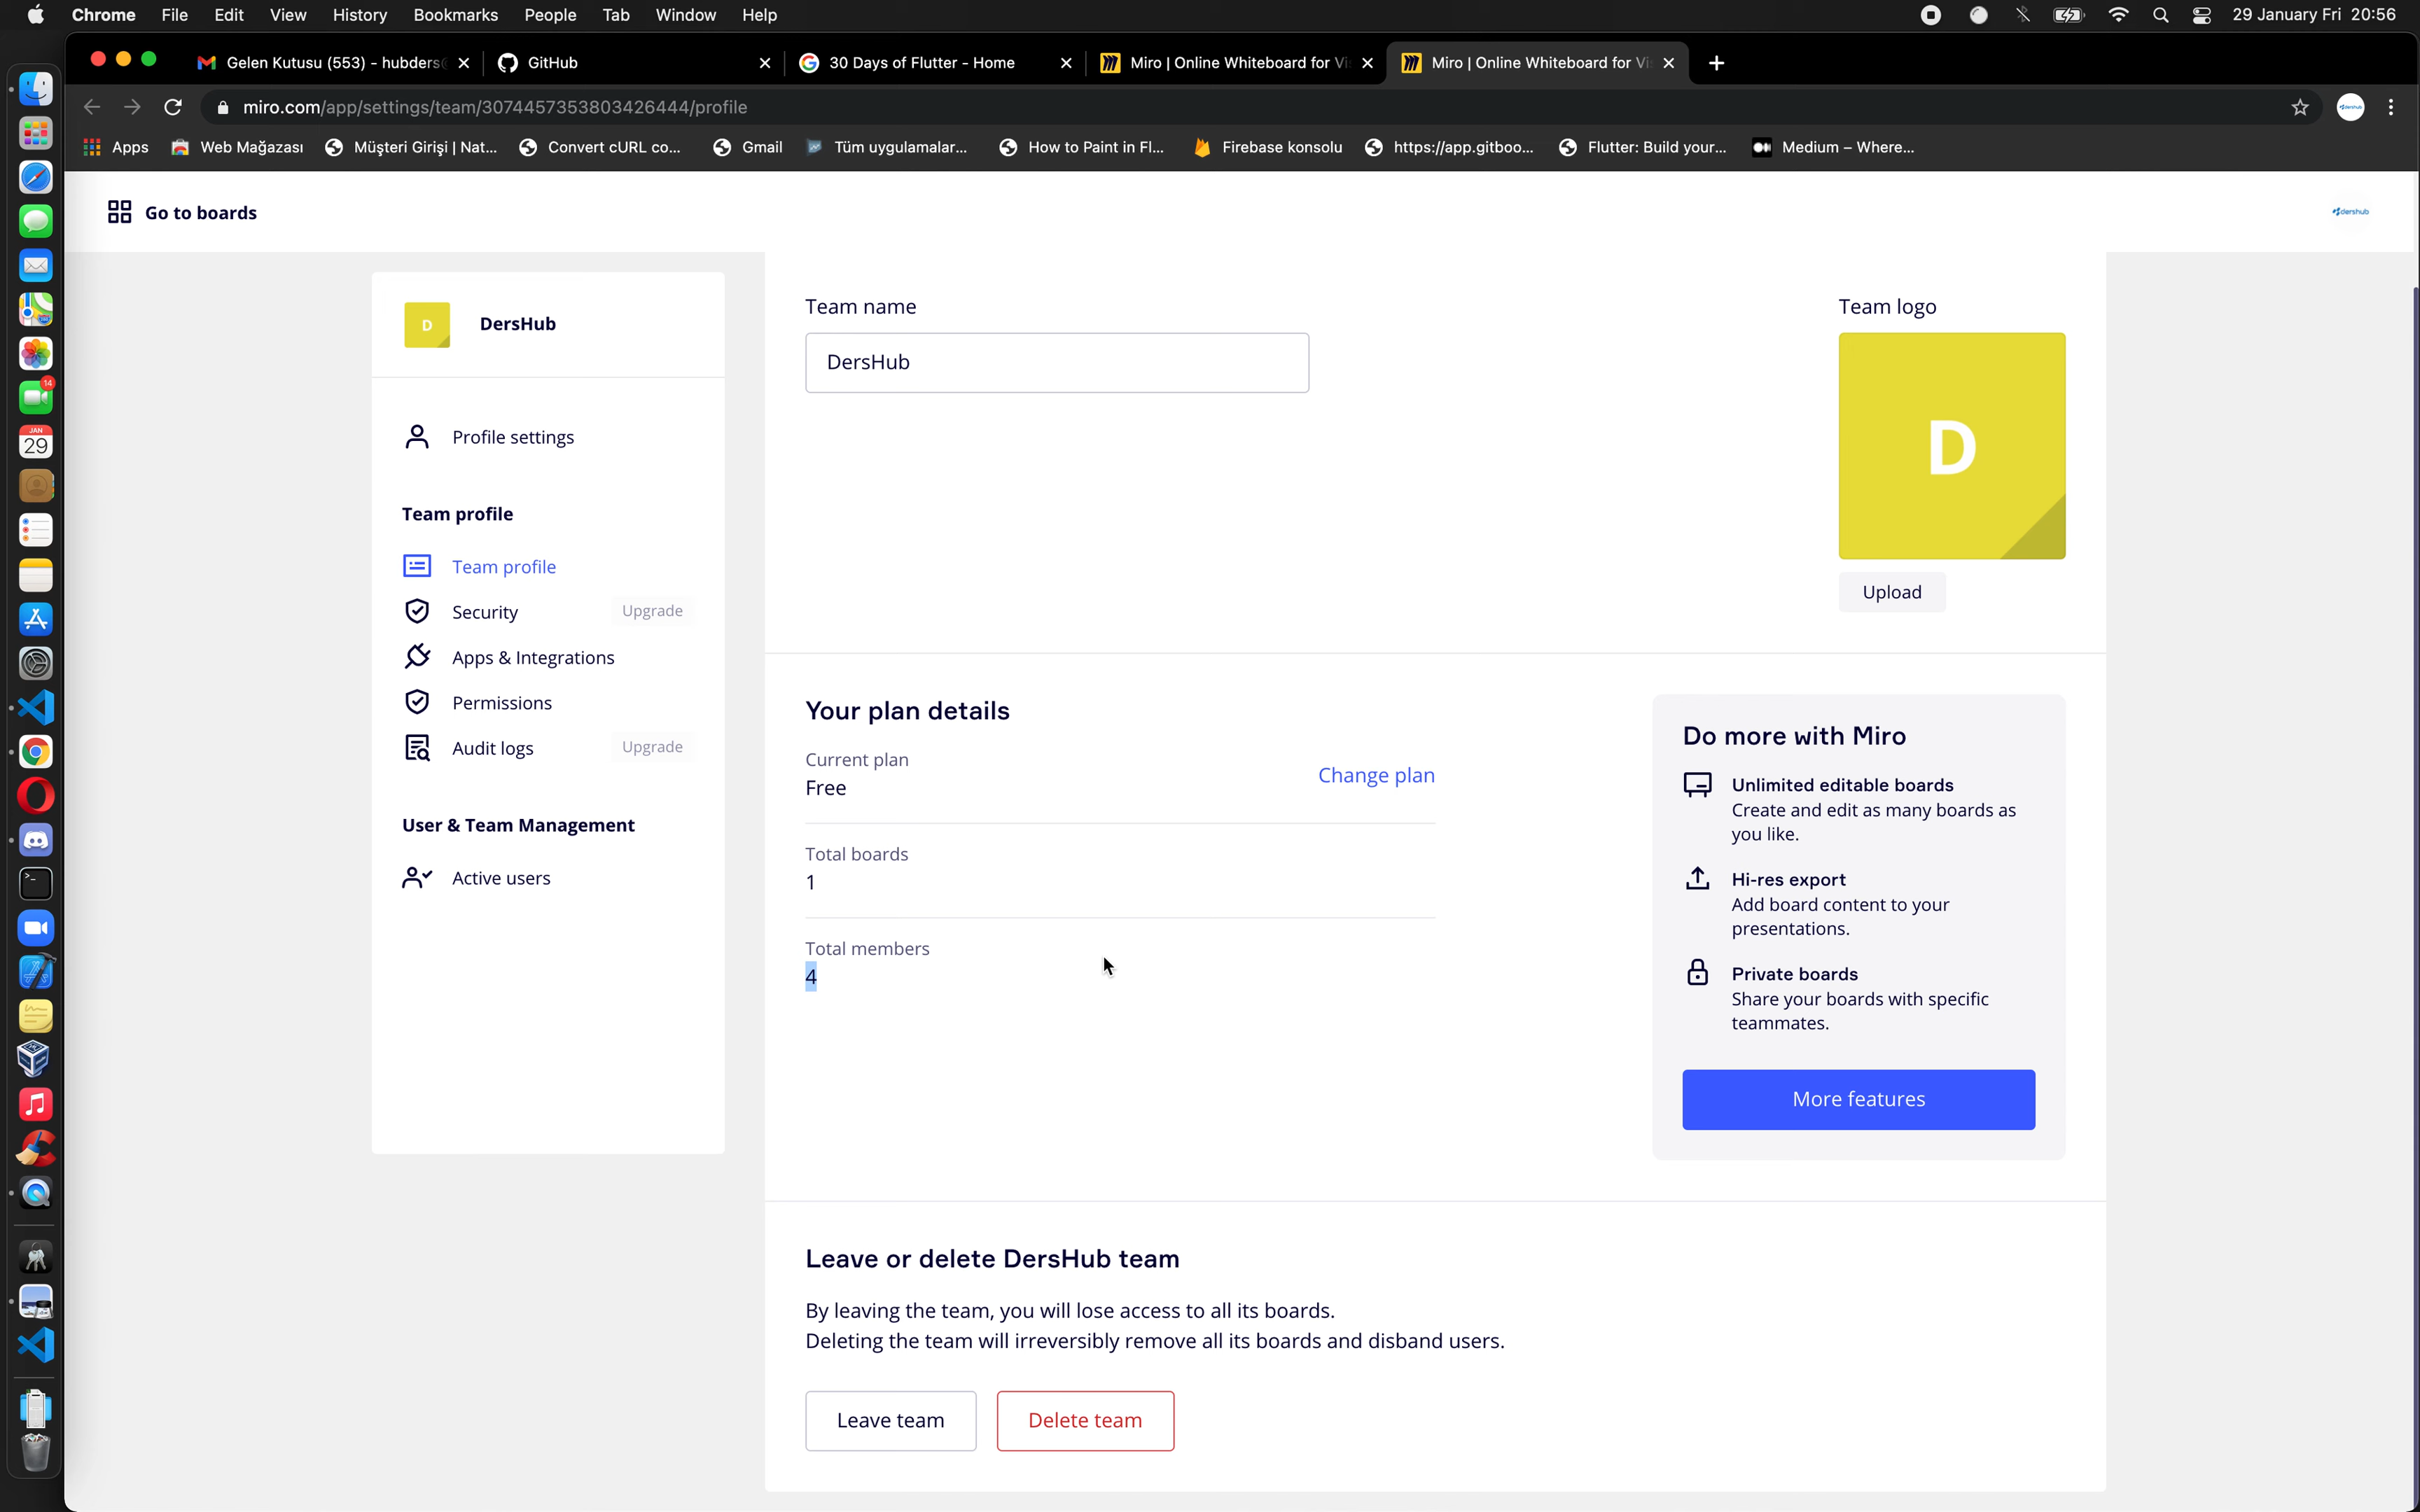 Chrome File Edit View History Bookmarks People Tab Window Help 29 January Fri 20:56
Gelen Kutusu (553) - hubders GitHub 30 Days of Flutter - Home Miro | Online Whiteboard for Vi Miro | Online Whiteboard for Vi
miro.com/app/settings/team/3074457353803426444/profile
Apps Web Mağazası Müşteri Girişi | Nat... Convert cURL co... Gmail Tüm uygulamalar... How to Paint in Fl... Firebase konsolu https://app.gitboo... Flutter: Build your... Medium – Where...
Go to boards
dershub
D DersHub
Profile settings
Team profile
Team profile
Security Upgrade
Apps & Integrations
Permissions
Audit logs Upgrade
User & Team Management
Active users
Team name
DersHub
Team logo
D
Upload
Your plan details
Current plan
Free
Change plan
Total boards
1
Total members
4
Do more with Miro
Unlimited editable boards
Create and edit as many boards as
you like.
Hi-res export
Add board content to your
presentations.
Private boards
Share your boards with specific
teammates.
More features
Leave or delete DersHub team
By leaving the team, you will lose access to all its boards.
Deleting the team will irreversibly remove all its boards and disband users.
Leave team Delete team
14
JAN
29